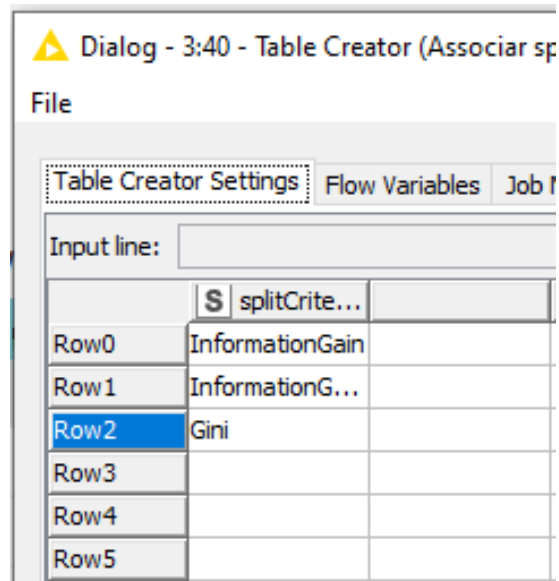 Dialog - 3:40 - Table Creator (Associar sp
File
Table Creator Settings Flow Variables Job
Input line:
S splitCrite...
Row0 InformationGain
Row1 InformationG...
Row2 Gini
Row3
Row4
Row5